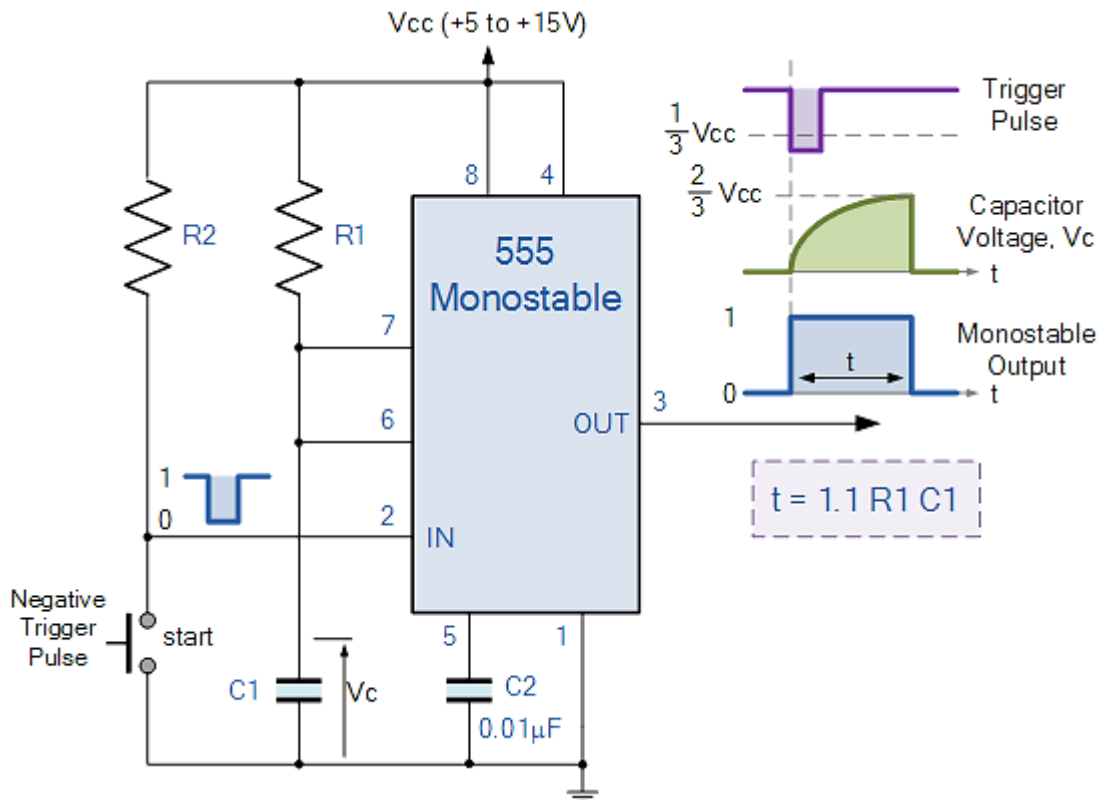 Vcc (+5 to +15V)
8
4
R2
R1
555
Monostable
7
6
2
IN
OUT
3
1
0
Negative
Trigger
Pulse
start
C1
Vc
5
1
C2
0.01µF
1/3 Vcc
Trigger
Pulse
2/3 Vcc
Capacitor
Voltage, Vc
t
1
0
t
Monostable
Output
t
t = 1.1 R1 C1